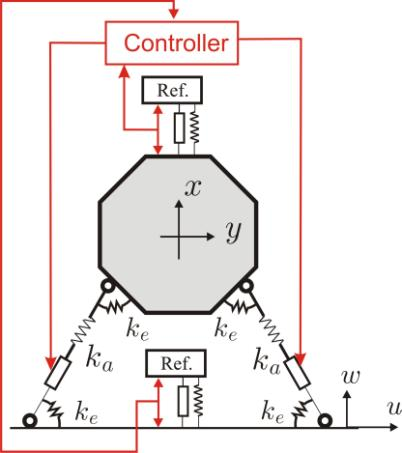 Controller
Ref.
x
y
k_e k_e
k_a k_a
Ref.
w
k_e k_e
u